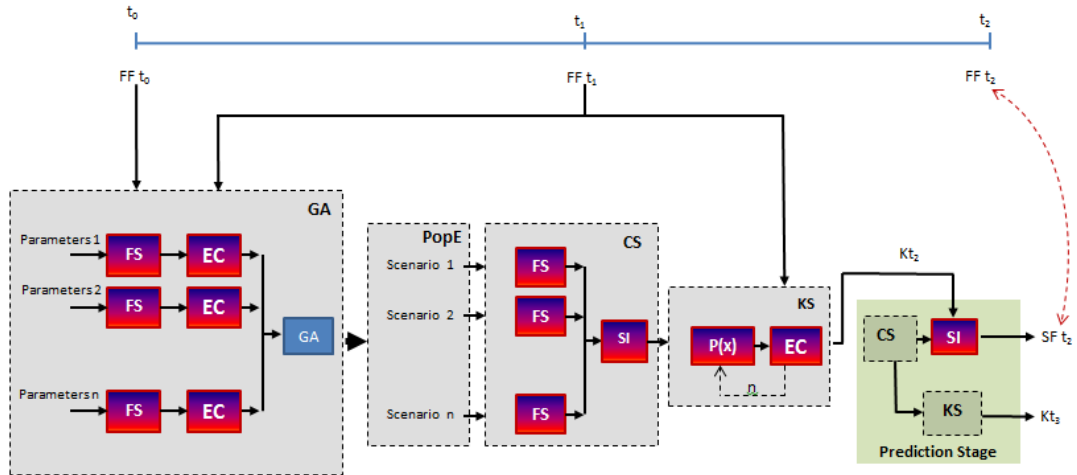 t0
t1
t2
FF t0
FF t1
FF t2
GA
Parameters 1
FS
EC
Parameters 2
FS
EC
GA
Parameters n
FS
EC
PopE
Scenario 1
Scenario 2
Scenario n
CS
FS
FS
SI
FS
KS
P(x)
EC
n
Kt2
CS
SI
SF t2
KS
Kt3
Prediction Stage